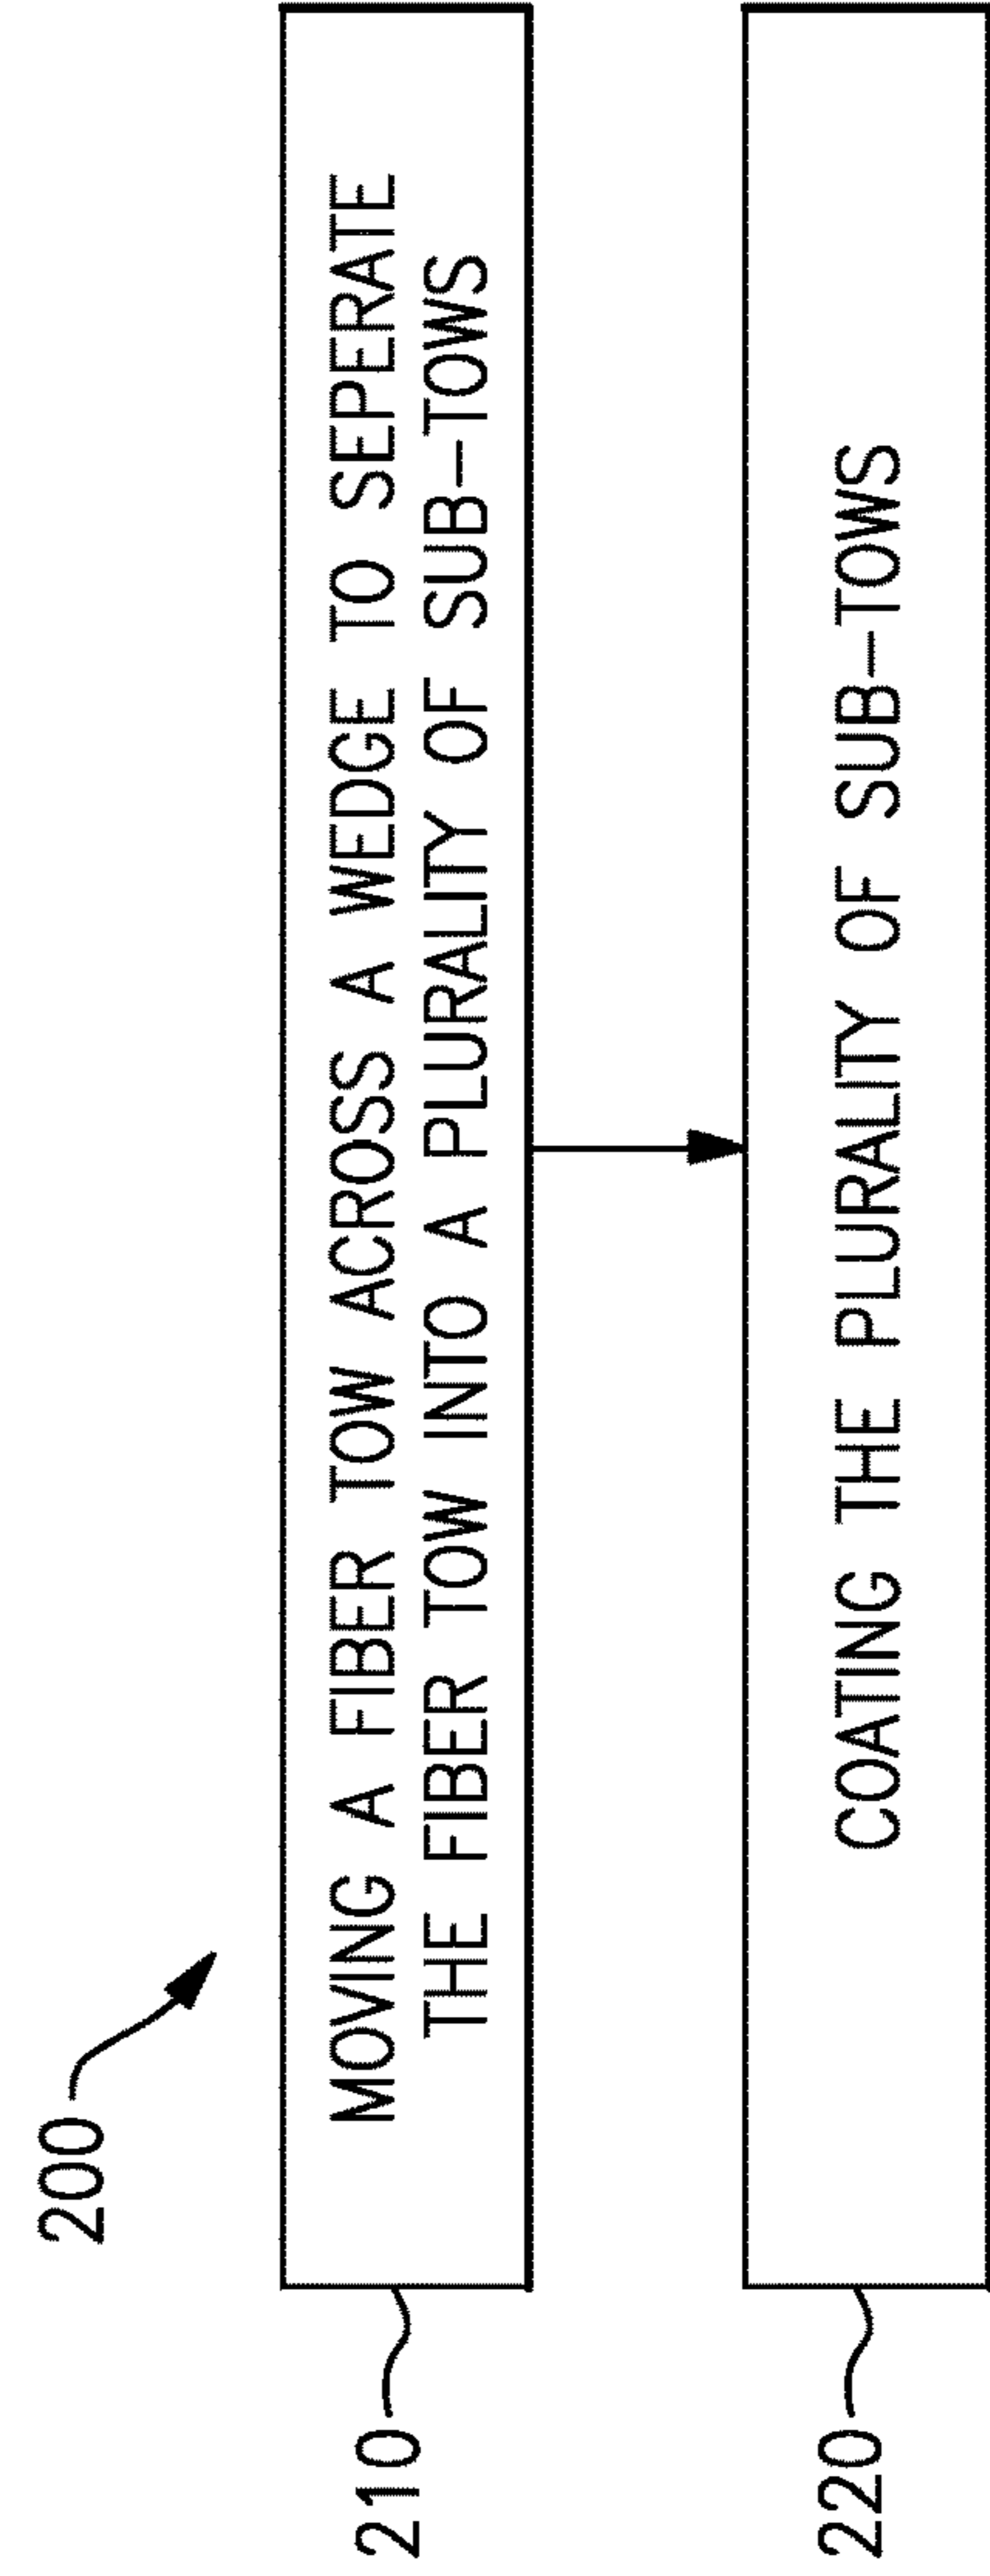 200
210
MOVING A FIBER TOW ACROSS A WEDGE TO SEPERATE
THE FIBER TOW INTO A PLURALITY OF SUB–TOWS
220
COATING THE PLURALITY OF SUB–TOWS